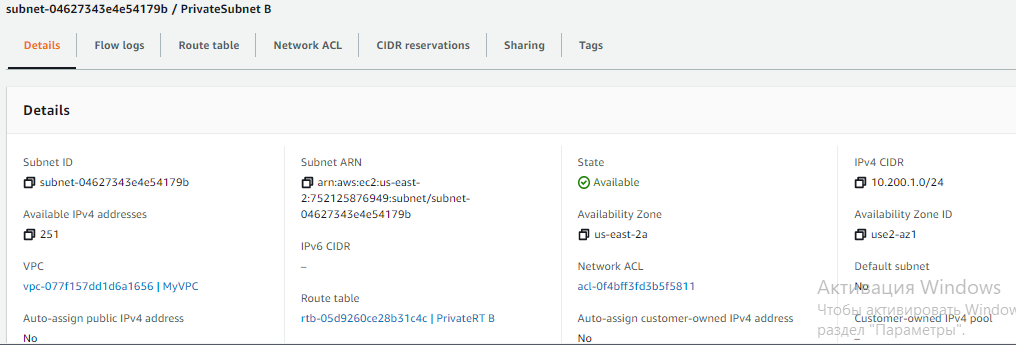 subnet-04627343e4e54179b / PrivateSubnet B
Details
Flow logs
Route table
Network ACL
CIDR reservations
Sharing
Tags
Details
Subnet ID
subnet-04627343e4e54179b
Available IPv4 addresses
251
VPC
vpc-077f157dd1d6a1656 | MyVPC
Auto-assign public IPv4 address
No
Subnet ARN
arn:aws:ec2:us-east-
2:752125876949:subnet/subnet-
04627343e4e54179b
IPv6 CIDR
–
Route table
rtb-05d9260ce28b31c4c | PrivateRT B
State
Available
Availability Zone
us-east-2a
Network ACL
acl-0f4bff3fd3b5f5811
Auto-assign customer-owned IPv4 address
No
IPv4 CIDR
10.200.1.0/24
Availability Zone ID
use2-az1
Default subnet
No
Customer-owned IPv4 pool
–
Активация Windows
Чтобы активировать Window
раздел "Параметры".